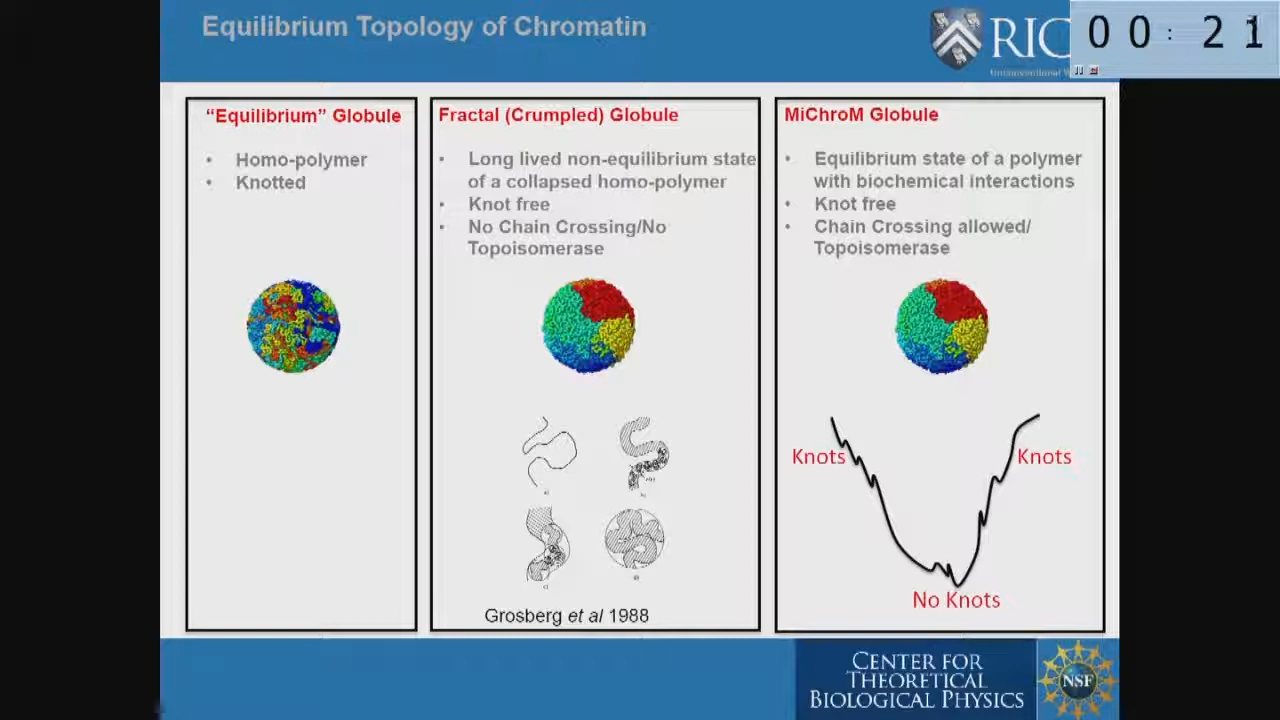 Equilibrium Topology of Chromatin
RIC
00:21
"Equilibrium" Globule
• Homo-polymer
• Knotted
Fractal (Crumpled) Globule
• Long lived non-equilibrium state
of a collapsed homo-polymer
• Knot free
• No Chain Crossing/No
Topoisomerase
Grosberg et al 1988
MiChroM Globule
• Equilibrium state of a polymer
with biochemical interactions
• Knot free
• Chain Crossing allowed/
Topoisomerase
Knots
Knots
No Knots
CENTER FOR
THEORETICAL
BIOLOGICAL PHYSICS
NSF